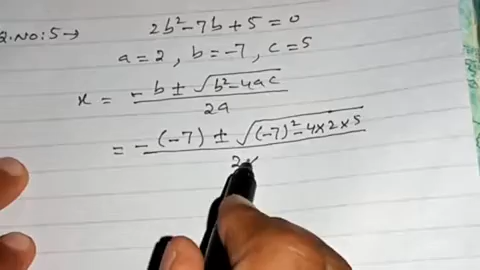 Q.NO:5→ 2b²-7b+5=0
a=2, b=-7, c=5
x = -b ± √b²-4ac / 2a
= -(-7) ± √(-7)²-4×2×5 / 2×